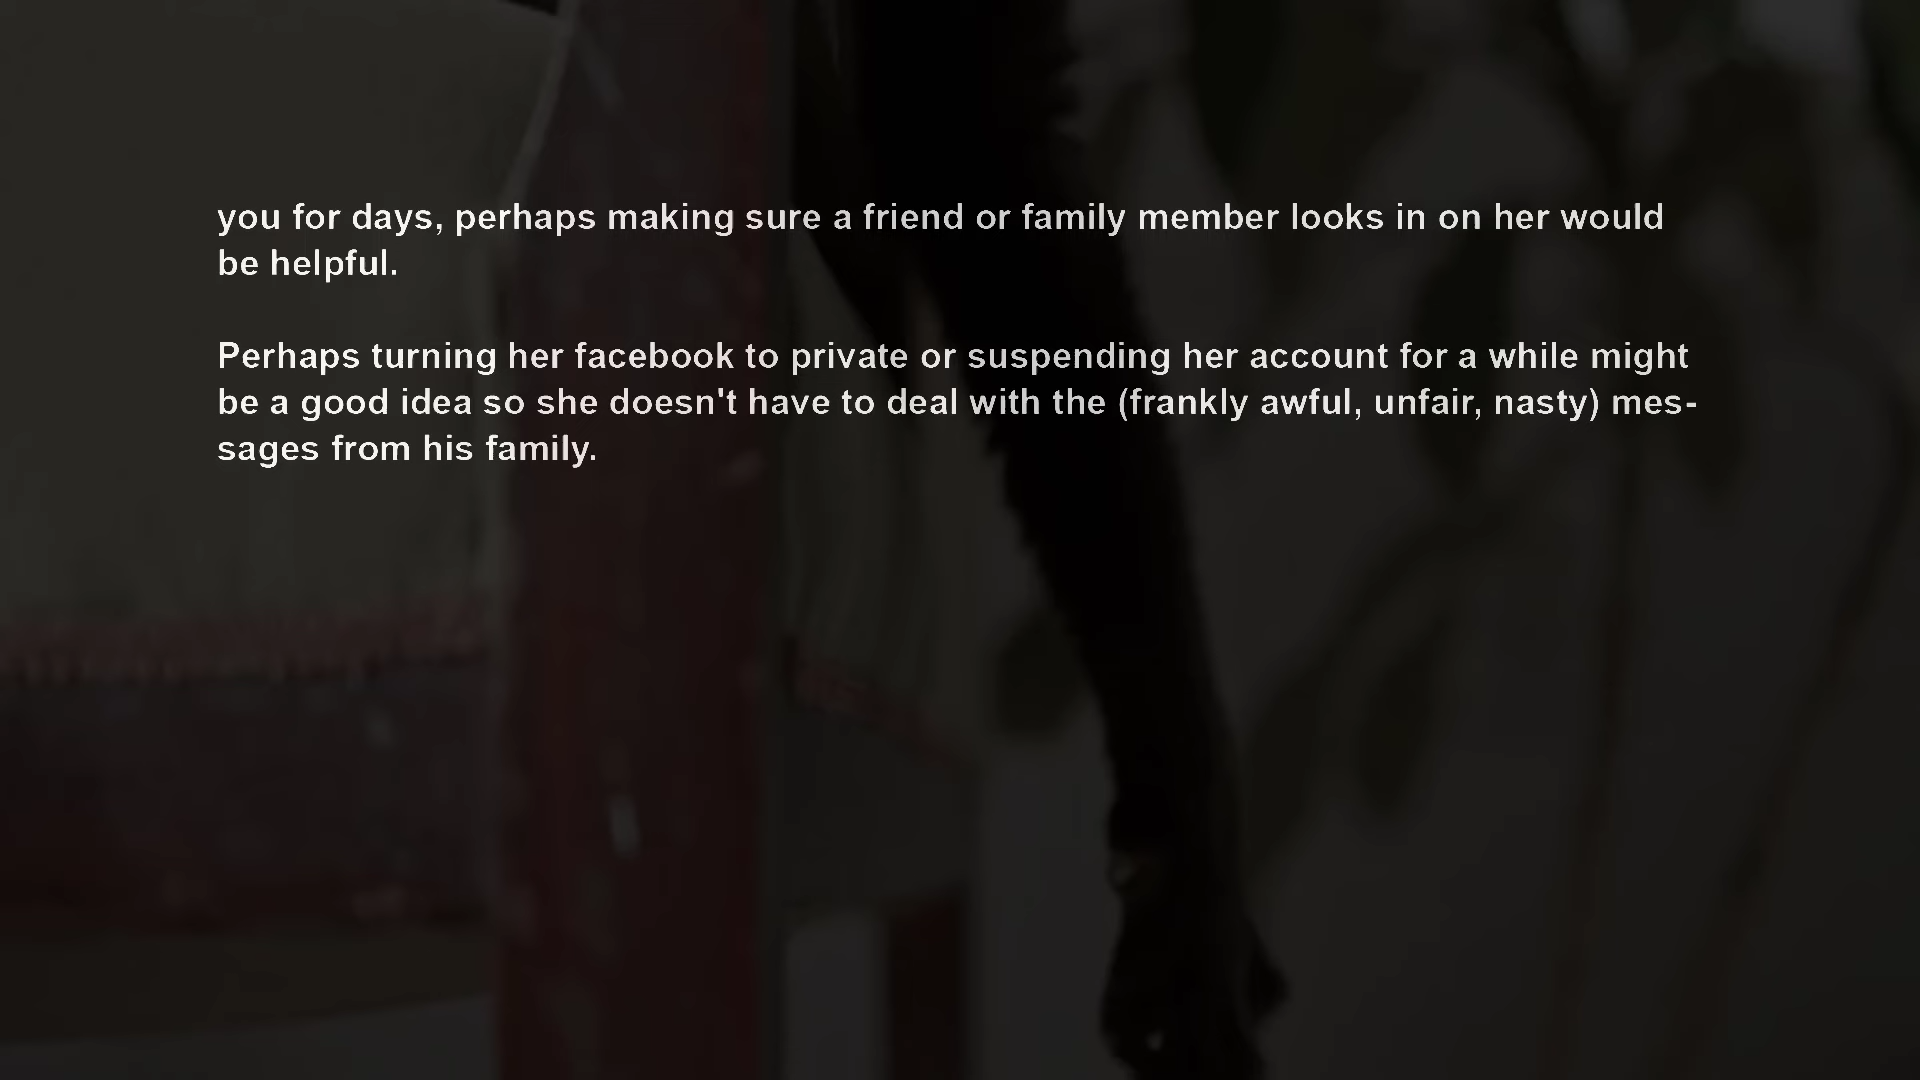 you for days, perhaps making sure a friend or family member looks in on her would
be helpful.
Perhaps turning her facebook to private or suspending her account for a while might
be a good idea so she doesn't have to deal with the (frankly awful, unfair, nasty) mes-
sages from his family.